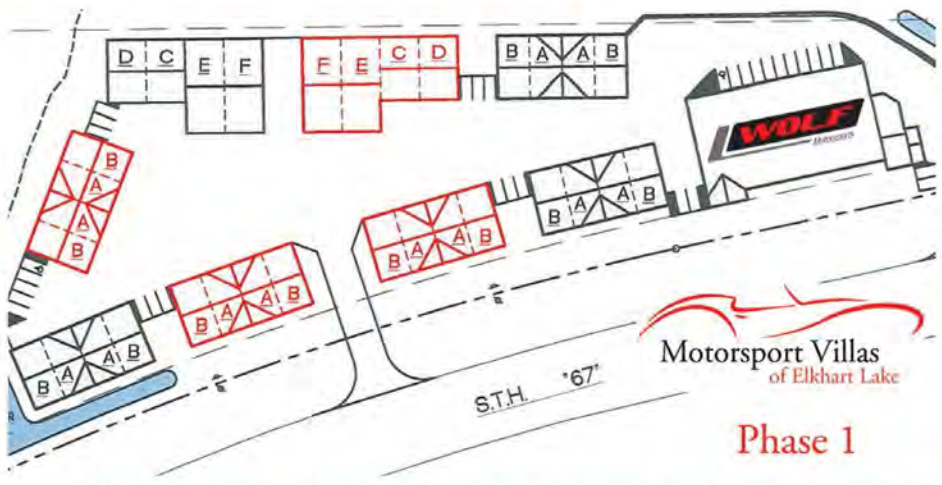 D C E F
F E C D
B A A B
WOLF
Motorsports
B
A
A
B
B A A B
B A A B
B A A B
B A A B
S.T.H. "67"
Motorsport Villas
of Elkhart Lake
Phase 1